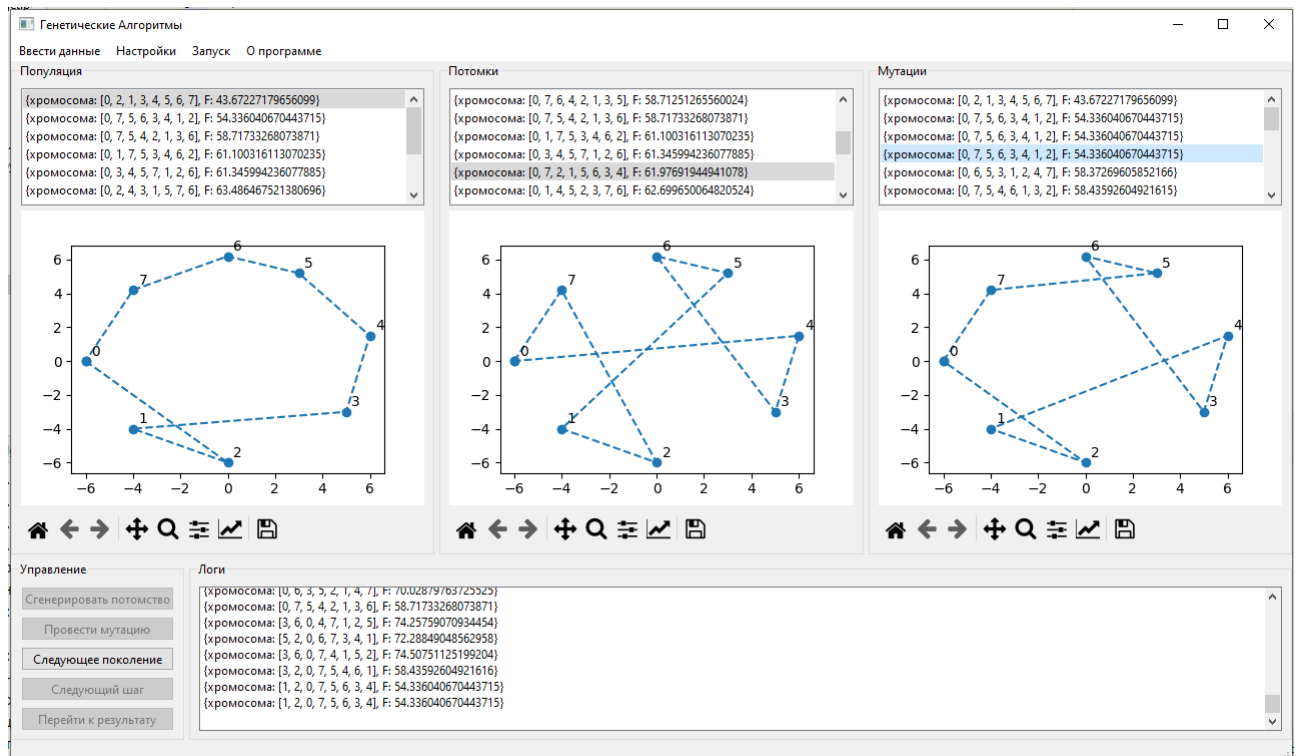 Генетические Алгоритмы
Ввести данные Настройки Запуск О программе
Популяция
{хромосома: [0, 2, 1, 3, 4, 5, 6, 7], F: 43.67227179656099}
{хромосома: [0, 7, 5, 6, 3, 4, 1, 2], F: 54.336040670443715}
{хромосома: [0, 7, 5, 4, 2, 1, 3, 6], F: 58.71733268073871}
{хромосома: [0, 1, 7, 5, 3, 4, 6, 2], F: 61.100316113070235}
{хромосома: [0, 3, 4, 5, 7, 1, 2, 6], F: 61.345994236077885}
{хромосома: [0, 2, 4, 3, 1, 5, 7, 6], F: 63.486467521380696}
6
4
2
0
−2
−4
−6
−6 −4 −2 0 2 4 6
0
1
2
3
4
5
6
7
Потомки
{хромосома: [0, 7, 6, 4, 2, 1, 3, 5], F: 58.71251265560024}
{хромосома: [0, 7, 5, 4, 2, 1, 3, 6], F: 58.71733268073871}
{хромосома: [0, 1, 7, 5, 3, 4, 6, 2], F: 61.100316113070235}
{хромосома: [0, 3, 4, 5, 7, 1, 2, 6], F: 61.345994236077885}
{хромосома: [0, 7, 2, 1, 5, 6, 3, 4], F: 61.97691944941078}
{хромосома: [0, 1, 4, 5, 2, 3, 7, 6], F: 62.699650064820524}
6
4
2
0
−2
−4
−6
−6 −4 −2 0 2 4 6
0
1
2
3
4
5
6
7
Мутации
{хромосома: [0, 2, 1, 3, 4, 5, 6, 7], F: 43.67227179656099}
{хромосома: [0, 7, 5, 6, 3, 4, 1, 2], F: 54.336040670443715}
{хромосома: [0, 7, 5, 6, 3, 4, 1, 2], F: 54.336040670443715}
{хромосома: [0, 7, 5, 6, 3, 4, 1, 2], F: 54.336040670443715}
{хромосома: [0, 6, 5, 3, 1, 2, 4, 7], F: 58.37269605852166}
{хромосома: [0, 7, 5, 4, 6, 1, 3, 2], F: 58.43592604921615}
6
4
2
0
−2
−4
−6
−6 −4 −2 0 2 4 6
0
1
2
3
4
5
6
7
Управление
Сгенерировать потомство
Провести мутацию
Следующее поколение
Следующий шаг
Перейти к результату
Логи
{хромосома: [0, 6, 3, 5, 2, 1, 4, 7], F: 70.02879763725525}
{хромосома: [0, 7, 5, 4, 2, 1, 3, 6], F: 58.71733268073871}
{хромосома: [3, 6, 0, 4, 7, 1, 2, 5], F: 74.25759070934454}
{хромосома: [5, 2, 0, 6, 7, 3, 4, 1], F: 72.28849048562958}
{хромосома: [3, 6, 0, 7, 4, 1, 5, 2], F: 74.50751125199204}
{хромосома: [3, 2, 0, 7, 5, 4, 6, 1], F: 58.43592604921616}
{хромосома: [1, 2, 0, 7, 5, 6, 3, 4], F: 54.336040670443715}
{хромосома: [1, 2, 0, 7, 5, 6, 3, 4], F: 54.336040670443715}